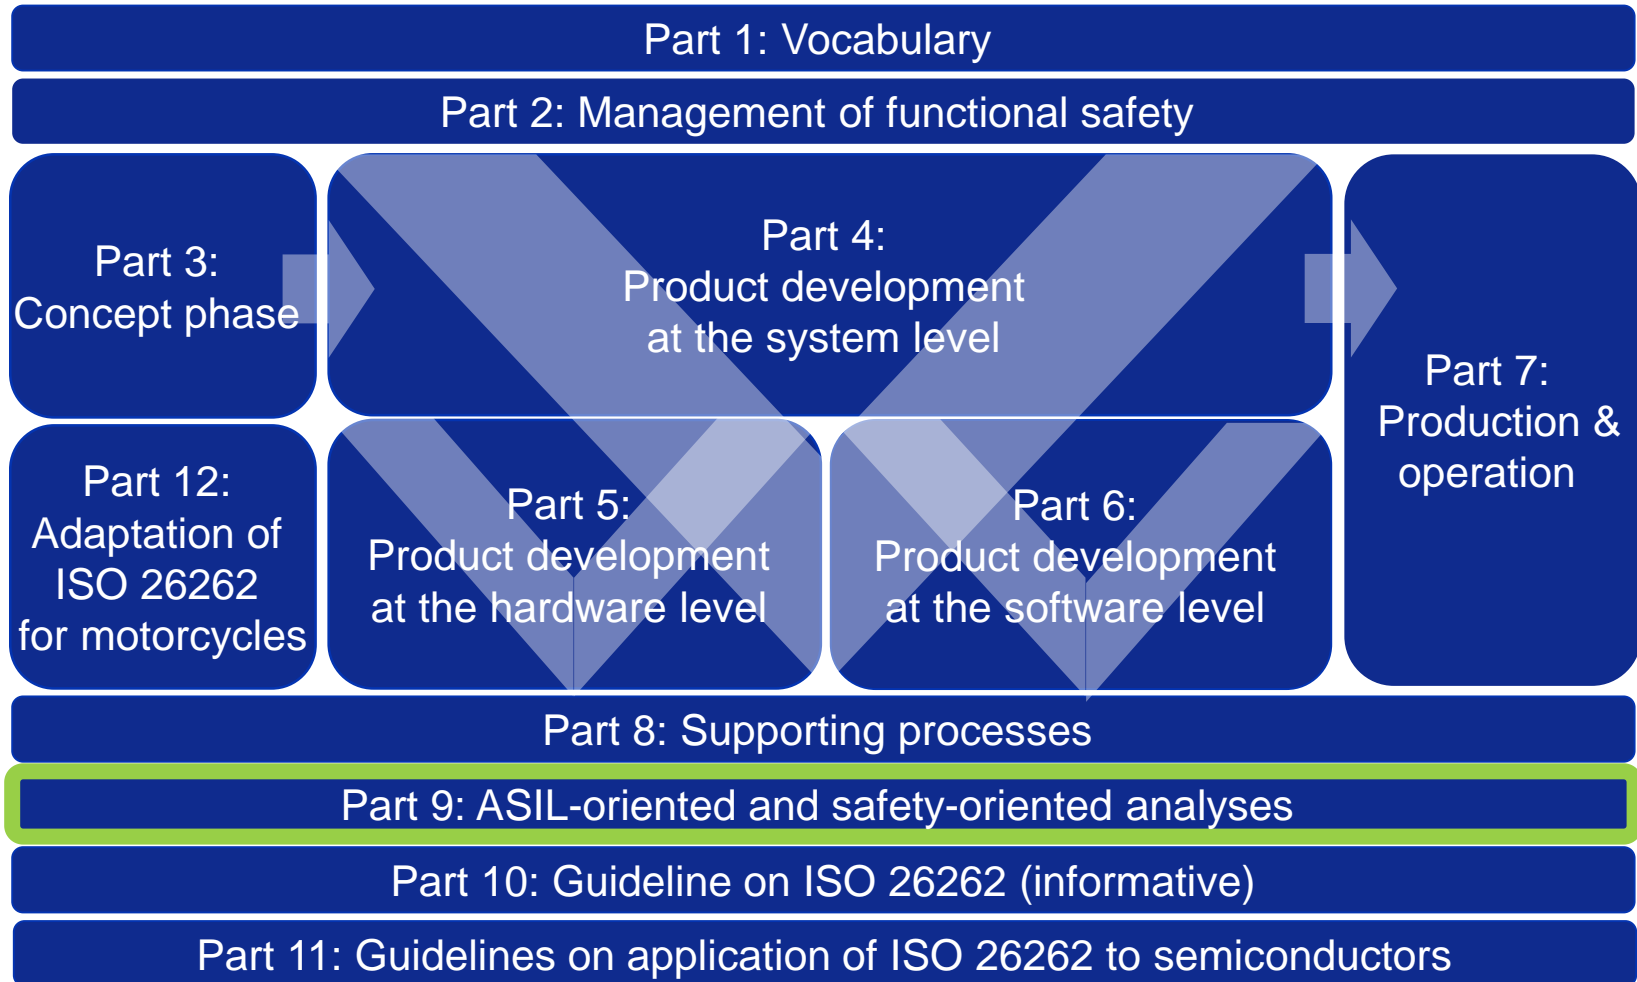 Part 1: Vocabulary
Part 2: Management of functional safety
Part 3:
Concept phase
Part 4:
Product development
at the system level
Part 7:
Production &
operation
Part 12:
Adaptation of
ISO 26262
for motorcycles
Part 5:
Product development
at the hardware level
Part 6:
Product development
at the software level
Part 8: Supporting processes
Part 9: ASIL-oriented and safety-oriented analyses
Part 10: Guideline on ISO 26262 (informative)
Part 11: Guidelines on application of ISO 26262 to semiconductors